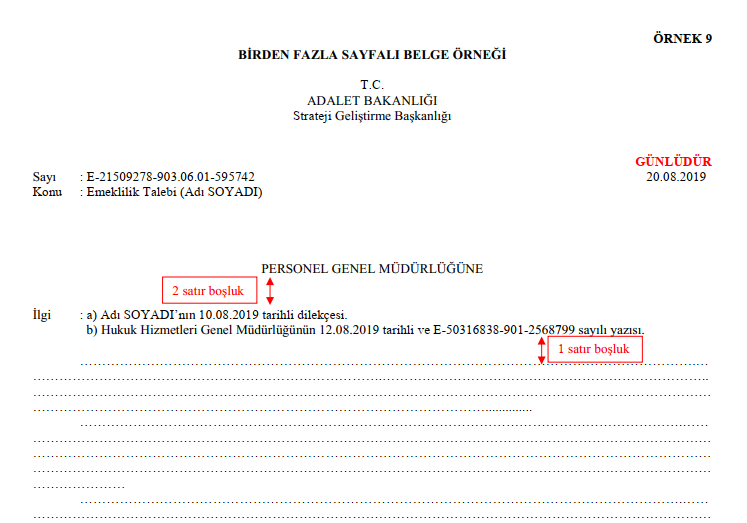 ÖRNEK 9
BİRDEN FAZLA SAYFALI BELGE ÖRNEĞİ
T.C.
ADALET BAKANLIĞI
Strateji Geliştirme Başkanlığı
GÜNLÜDÜR
Sayı : E-21509278-903.06.01-595742 20.08.2019
Konu : Emeklilik Talebi (Adı SOYADI)
PERSONEL GENEL MÜDÜRLÜĞÜNE
2 satır boşluk
İlgi : a) Adı SOYADI’nın 10.08.2019 tarihli dilekçesi.
b) Hukuk Hizmetleri Genel Müdürlüğünün 12.08.2019 tarihli ve E-50316838-901-2568799 sayılı yazısı.
1 satır boşluk